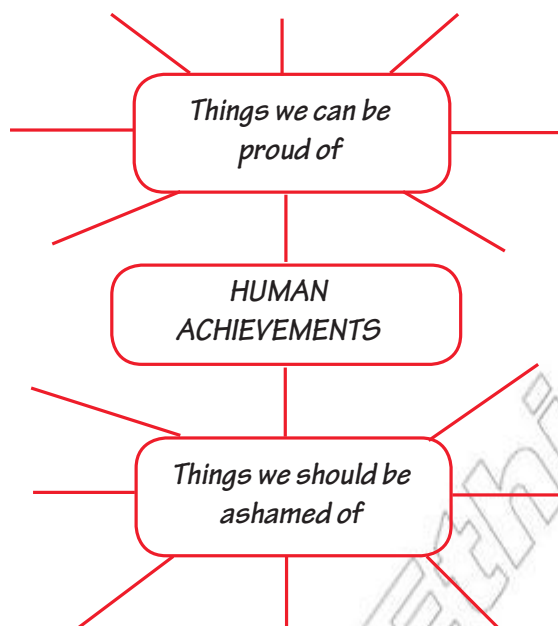 Things we can be
proud of
HUMAN
ACHIEVEMENTS
Things we should be
ashamed of